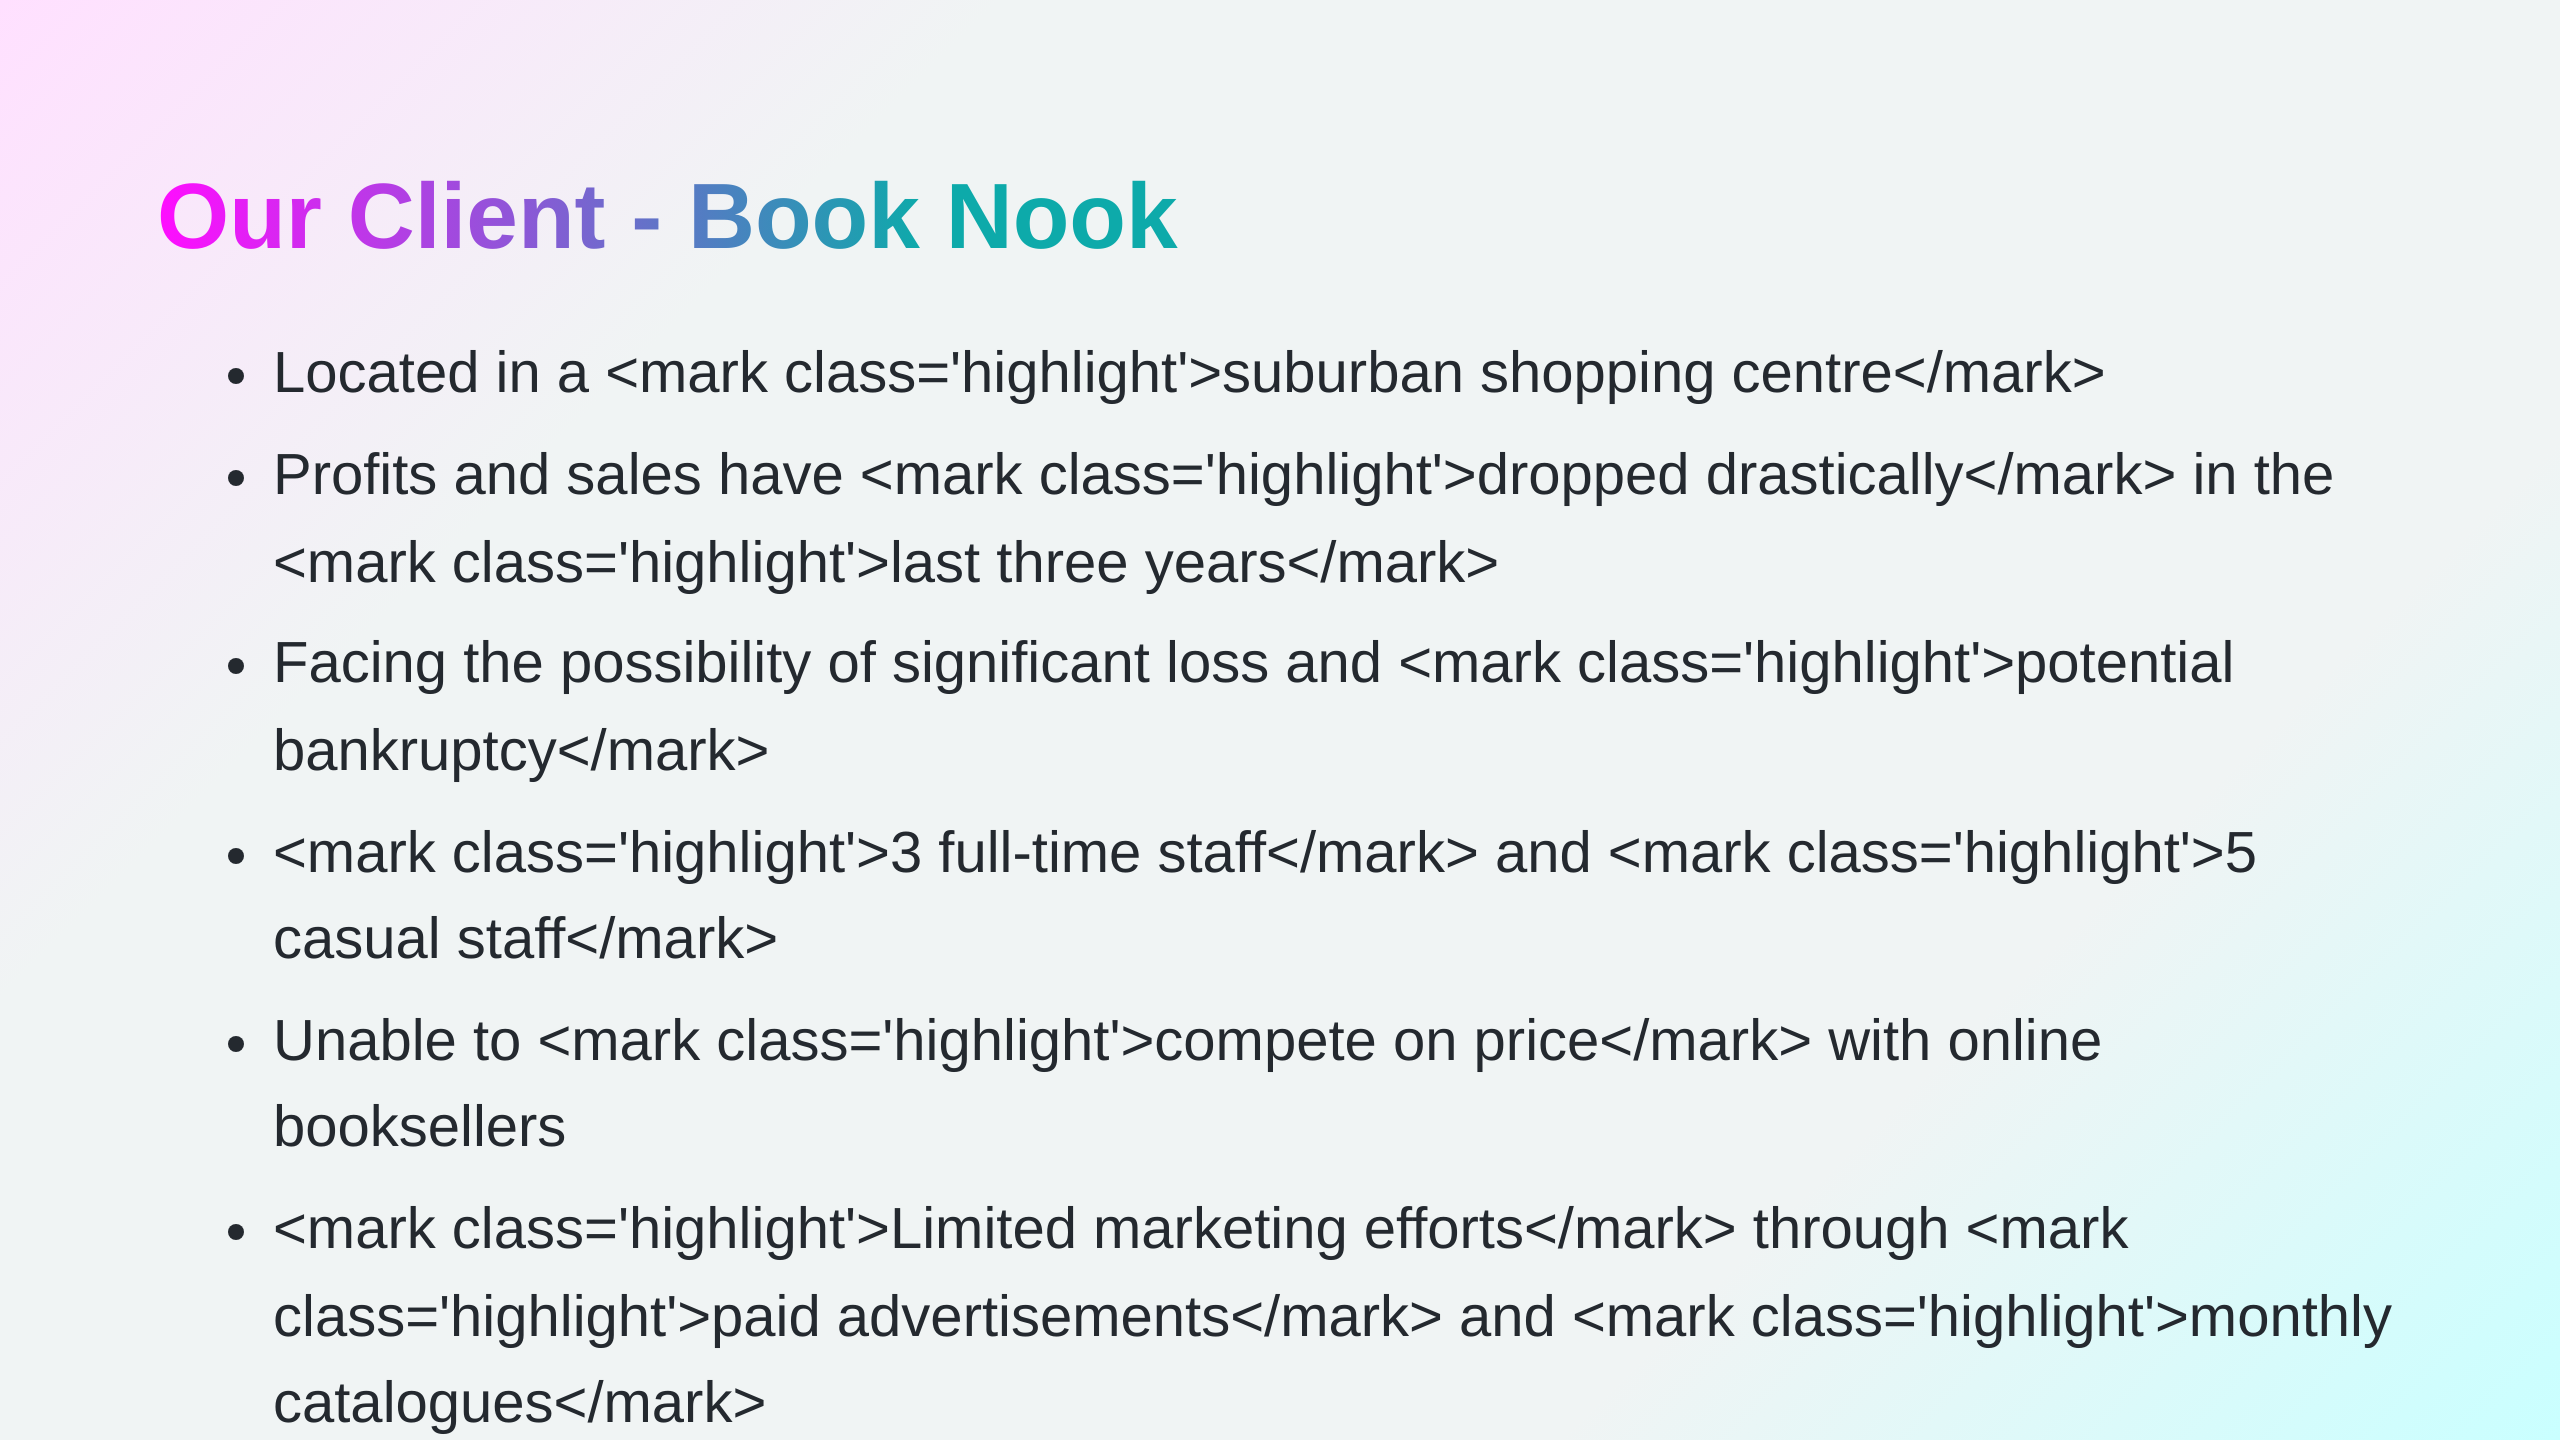 Our Client - Book Nook
Located in a <mark class='highlight'>suburban shopping centre</mark>
Profits and sales have <mark class='highlight'>dropped drastically</mark> in the
<mark class='highlight'>last three years</mark>
Facing the possibility of significant loss and <mark class='highlight'>potential
bankruptcy</mark>
<mark class='highlight'>3 full-time staff</mark> and <mark class='highlight'>5
casual staff</mark>
Unable to <mark class='highlight'>compete on price</mark> with online
booksellers
<mark class='highlight'>Limited marketing efforts</mark> through <mark
class='highlight'>paid advertisements</mark> and <mark class='highlight'>monthly
catalogues</mark>